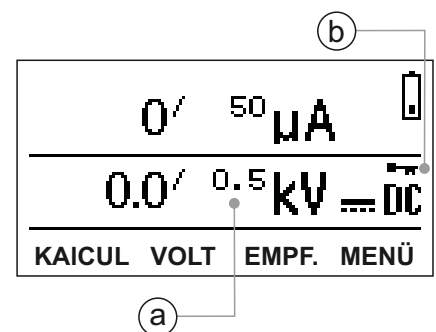 b
0/ 50 µA
0.0/ 0.5 kV DC
KAICUL VOLT EMPF. MENÜ
a